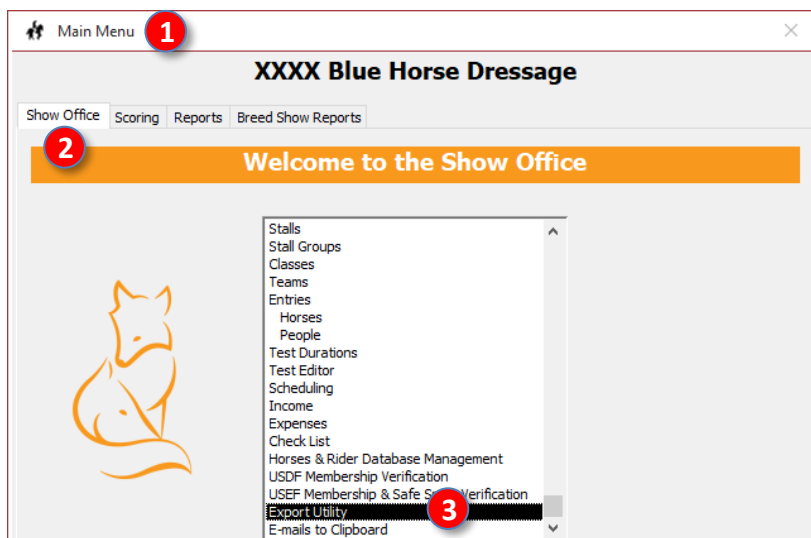 Main Menu 1
XXXX Blue Horse Dressage
Show Office Scoring Reports Breed Show Reports
2
Welcome to the Show Office
Stalls
Stall Groups
Classes
Teams
Entries
Horses
People
Test Durations
Test Editor
Scheduling
Income
Expenses
Check List
Horses & Rider Database Management
USDF Membership Verification
USEF Membership & Safe Verification
Export Utility 3
E-mails to Clipboard